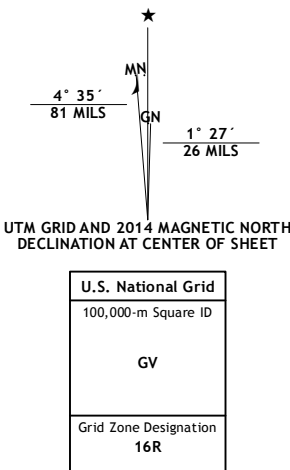 ★
MN
4° 35´
81 MILS
GN
1° 27´
26 MILS
UTM GRID AND 2014 MAGNETIC NORTH
DECLINATION AT CENTER OF SHEET
U.S. National Grid
100,000-m Square ID
GV
Grid Zone Designation
16R